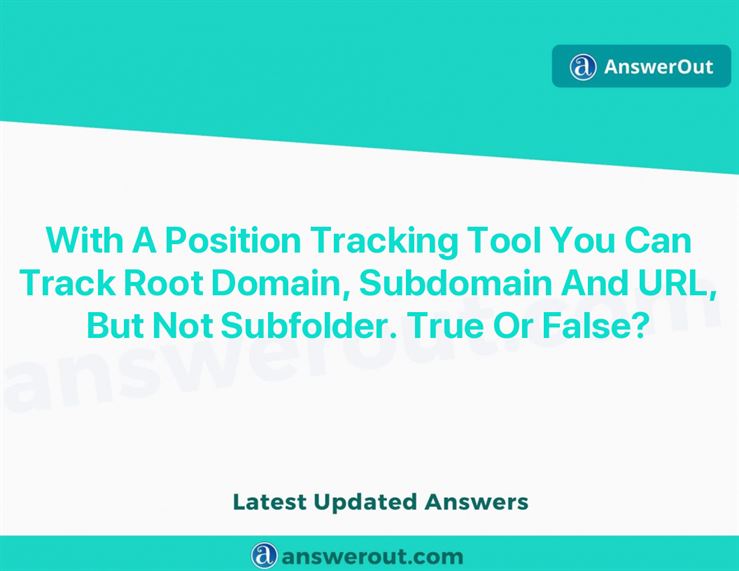 AnswerOut
With A Position Tracking Tool You Can
Track Root Domain, Subdomain And URL,
But Not Subfolder. True Or False?
answerout.com
Latest Updated Answers
answerout.com